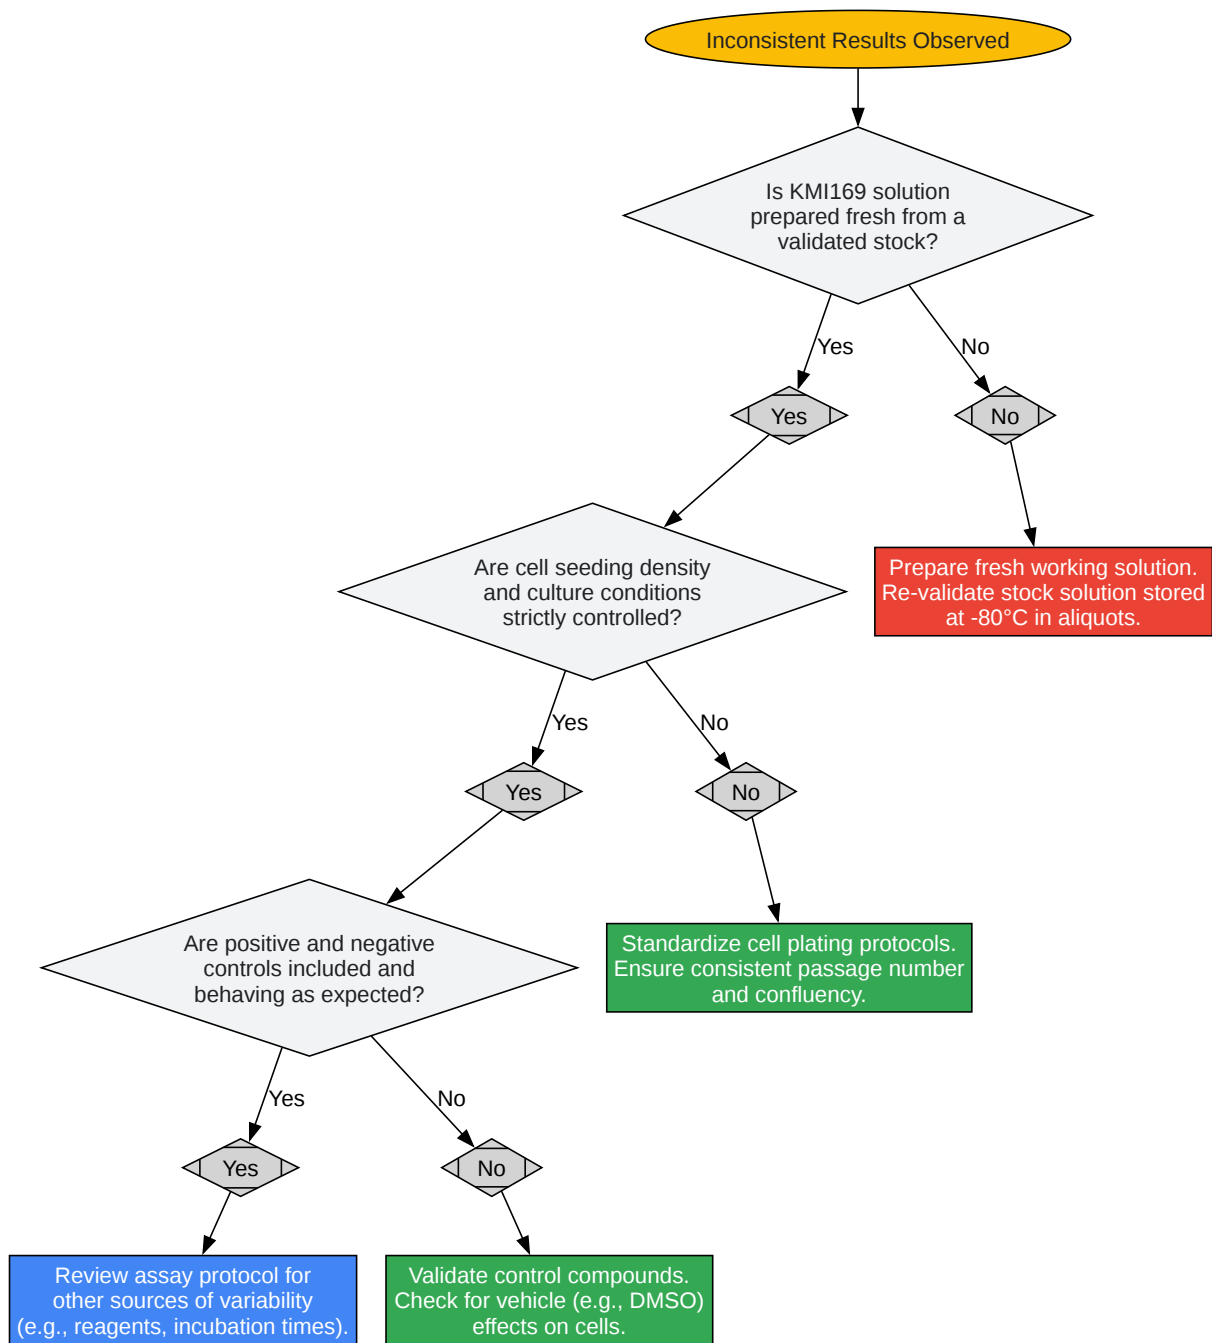 Inconsistent Results Observed
Is KMI169 solution
prepared fresh from a
validated stock?
Yes
No
Yes
No
Are cell seeding density
and culture conditions
strictly controlled?
Prepare fresh working solution.
Re-validate stock solution stored
at -80°C in aliquots.
Yes
No
Yes
No
Are positive and negative
controls included and
behaving as expected?
Standardize cell plating protocols.
Ensure consistent passage number
and confluency.
Yes
No
Yes
No
Review assay protocol for
other sources of variability
(e.g., reagents, incubation times).
Validate control compounds.
Check for vehicle (e.g., DMSO)
effects on cells.